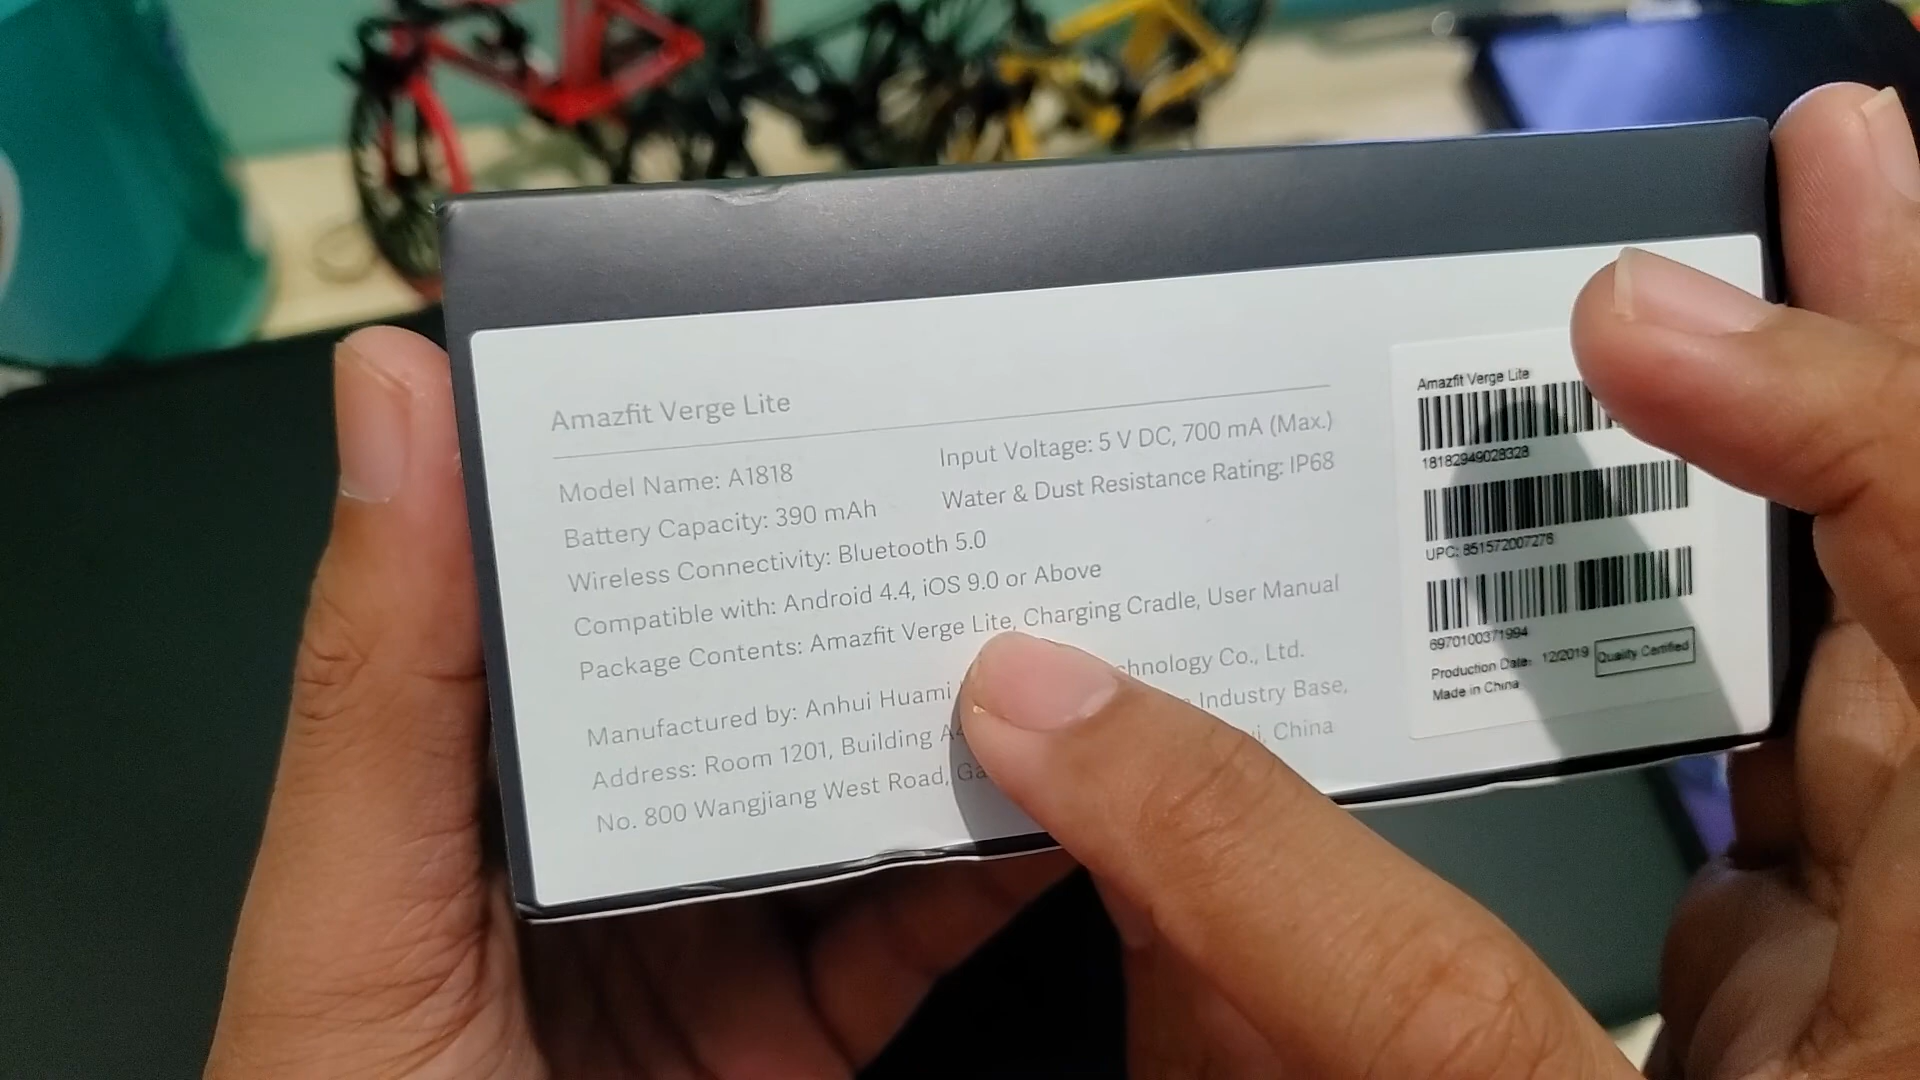 Amazfit Verge Lite
Model Name: A1818
Input Voltage: 5 V DC, 700 mA (Max.)
Battery Capacity: 390 mAh
Water & Dust Resistance Rating: IP68
Wireless Connectivity: Bluetooth 5.0
Compatible with: Android 4.4, iOS 9.0 or Above
Package Contents: Amazfit Verge Lite, Charging Cradle, User Manual
Manufactured by: Anhui Huami Co., Ltd.
Address: Room 1201, Building Industry Base,
No. 800 Wangjiang West Road, China
Amazfit Verge Lite
18182949028328
UPC: 851572007276
6970100371994
Production Date: 12/2019 Quality Certified
Made in China